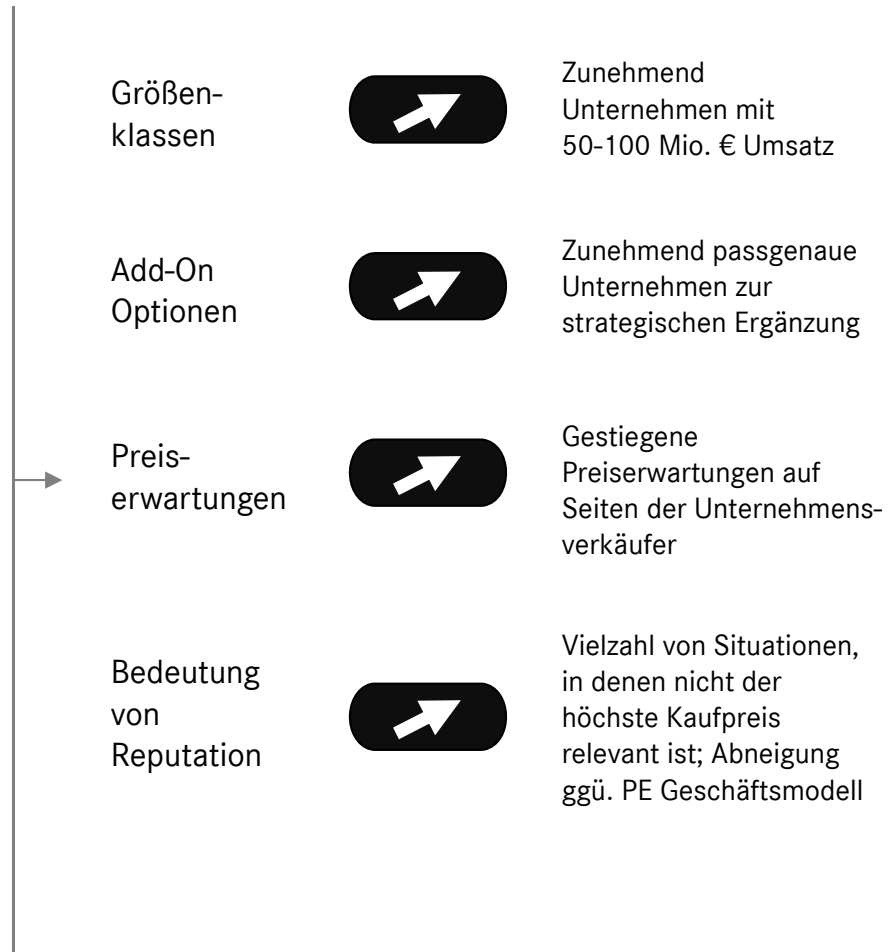 Größen-
klassen
Zunehmend
Unternehmen mit
50-100 Mio. € Umsatz
Add-On
Optionen
Zunehmend passgenaue
Unternehmen zur
strategischen Ergänzung
Preis-
erwartungen
Gestiegene
Preiserwartungen auf
Seiten der Unternehmens-
verkäufer
Bedeutung
von
Reputation
Vielzahl von Situationen,
in denen nicht der
höchste Kaufpreis
relevant ist; Abneigung
ggü. PE Geschäftsmodell